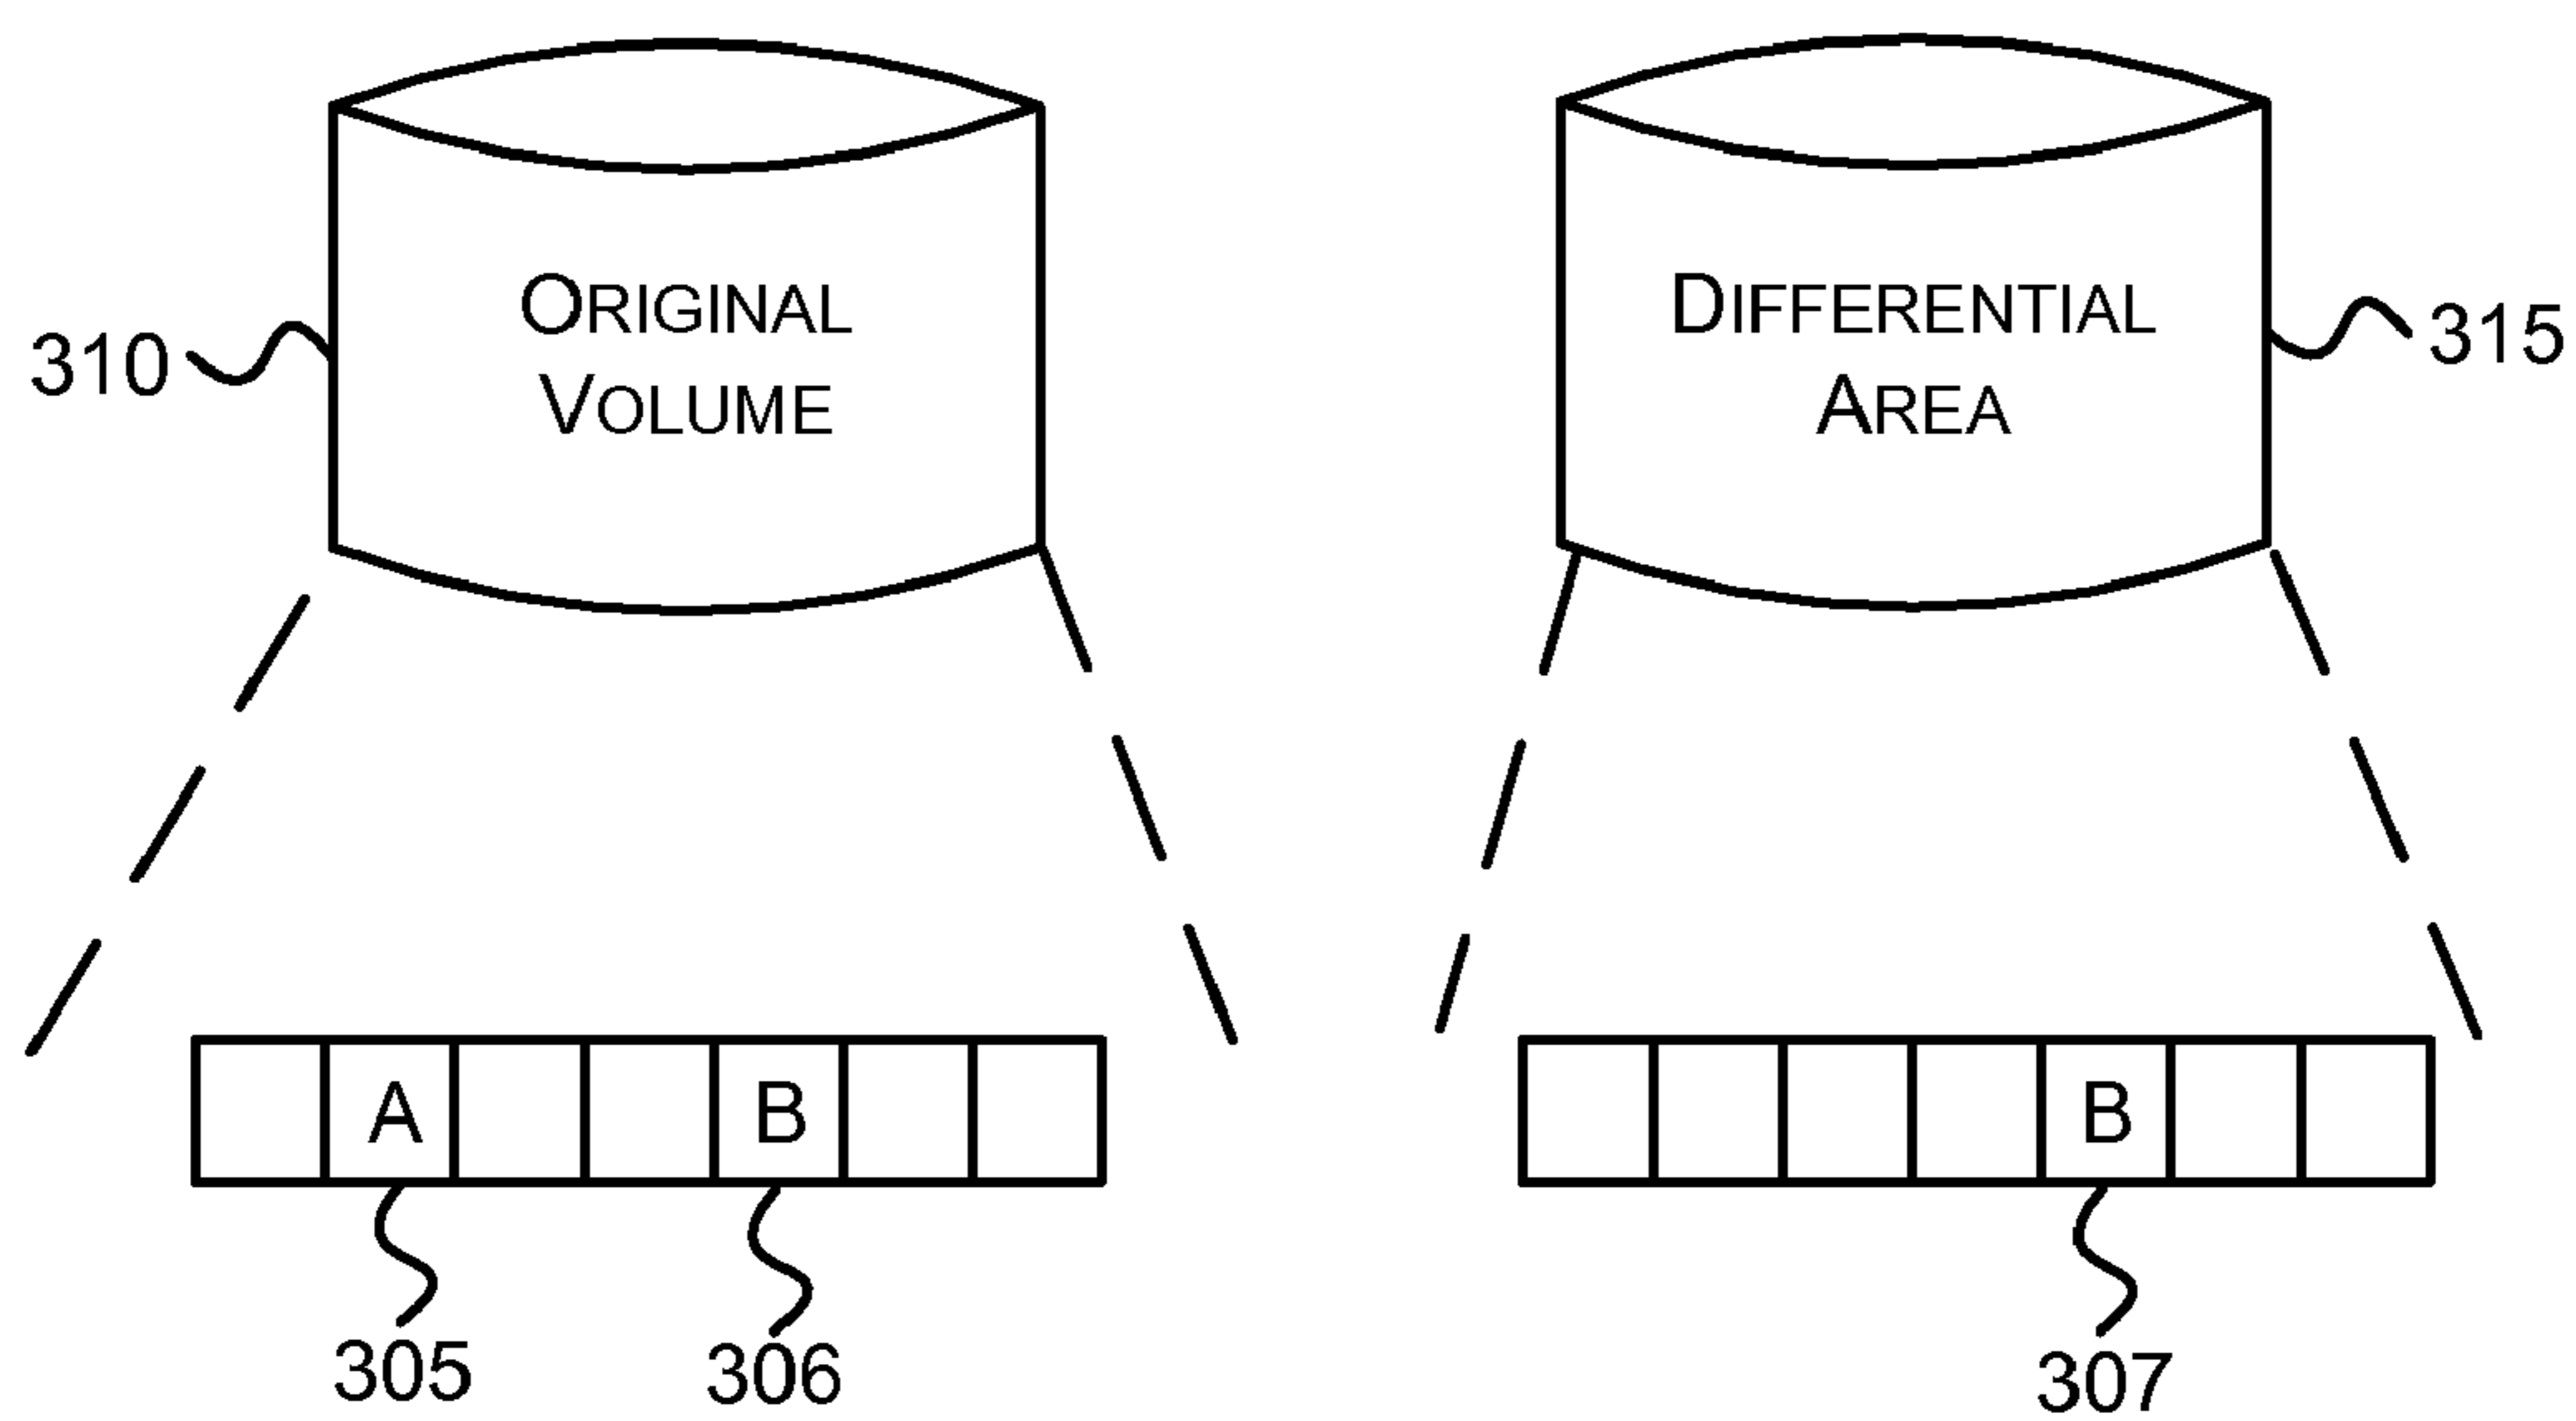 ORIGINAL
VOLUME
310
DIFFERENTIAL
AREA
315
A
B
305
306
B
307